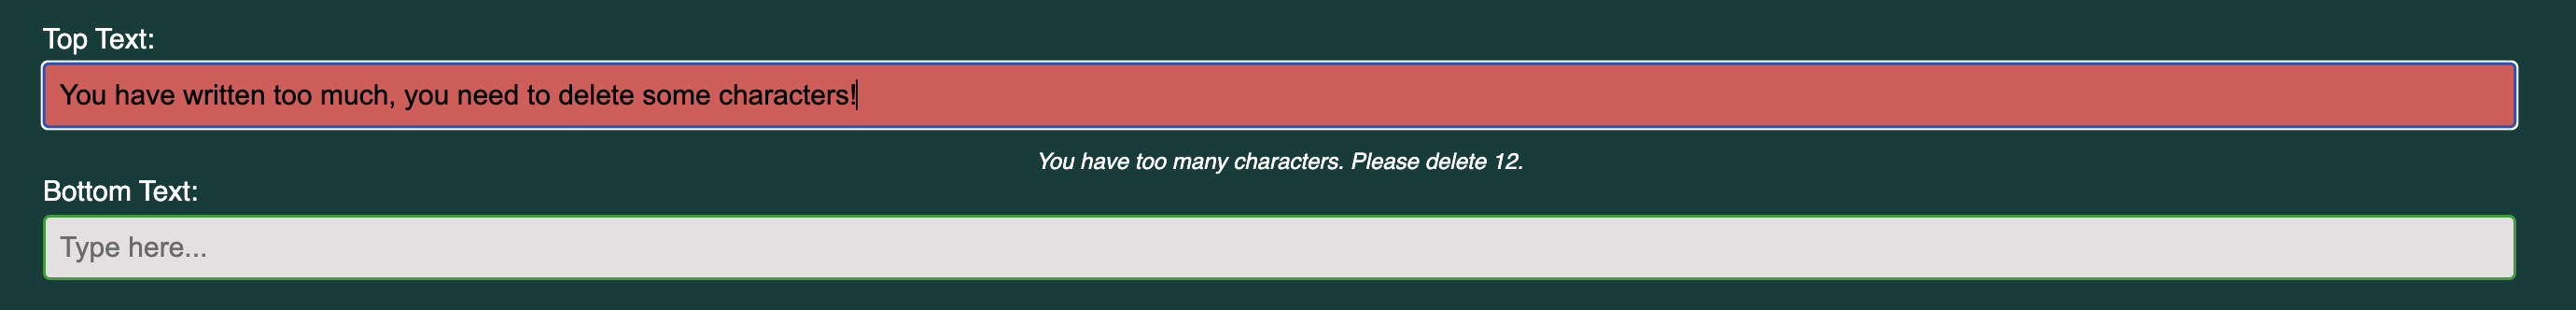 Top Text:
You have written too much, you need to delete some characters!
You have too many characters. Please delete 12.
Bottom Text:
Type here...